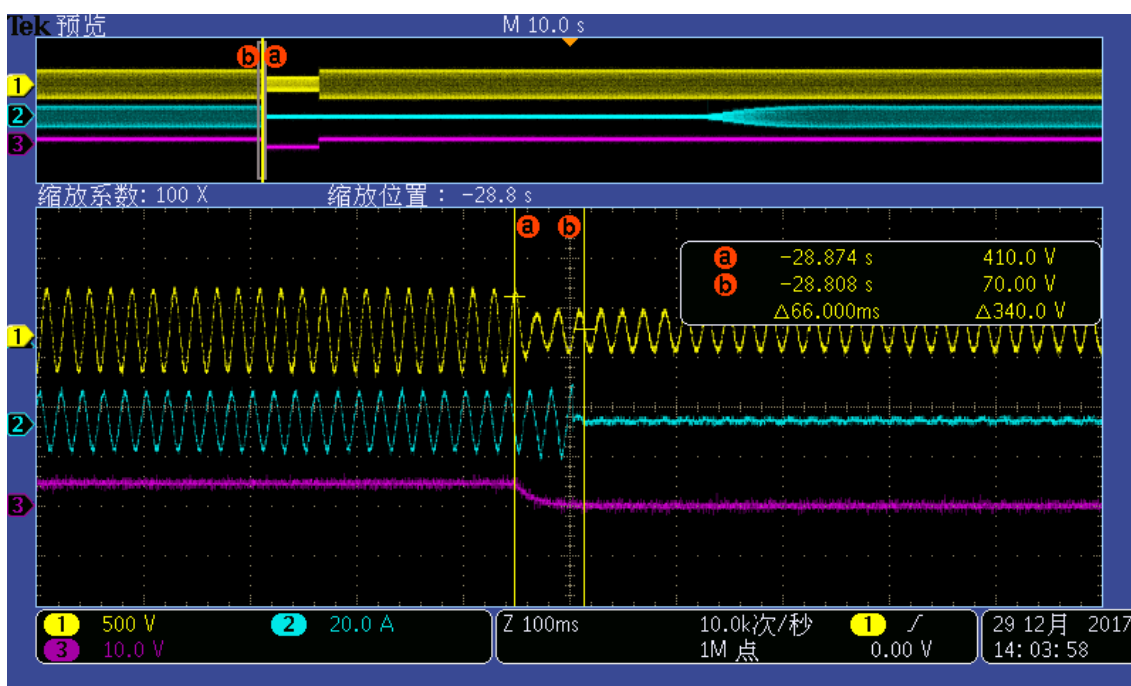 Tek 预览 M 10.0 s
b a
1
2
3
缩放系数: 100 X 缩放位置: -28.8 s
a b
a -28.874 s 410.0 V
b -28.808 s 70.00 V
△66.000ms △340.0 V
1
2
3
1 500 V 2 20.0 A Z 100ms 10.0k次/秒 1 29 12月 2017
3 10.0 V 1M 点 0.00 V 14:03:58